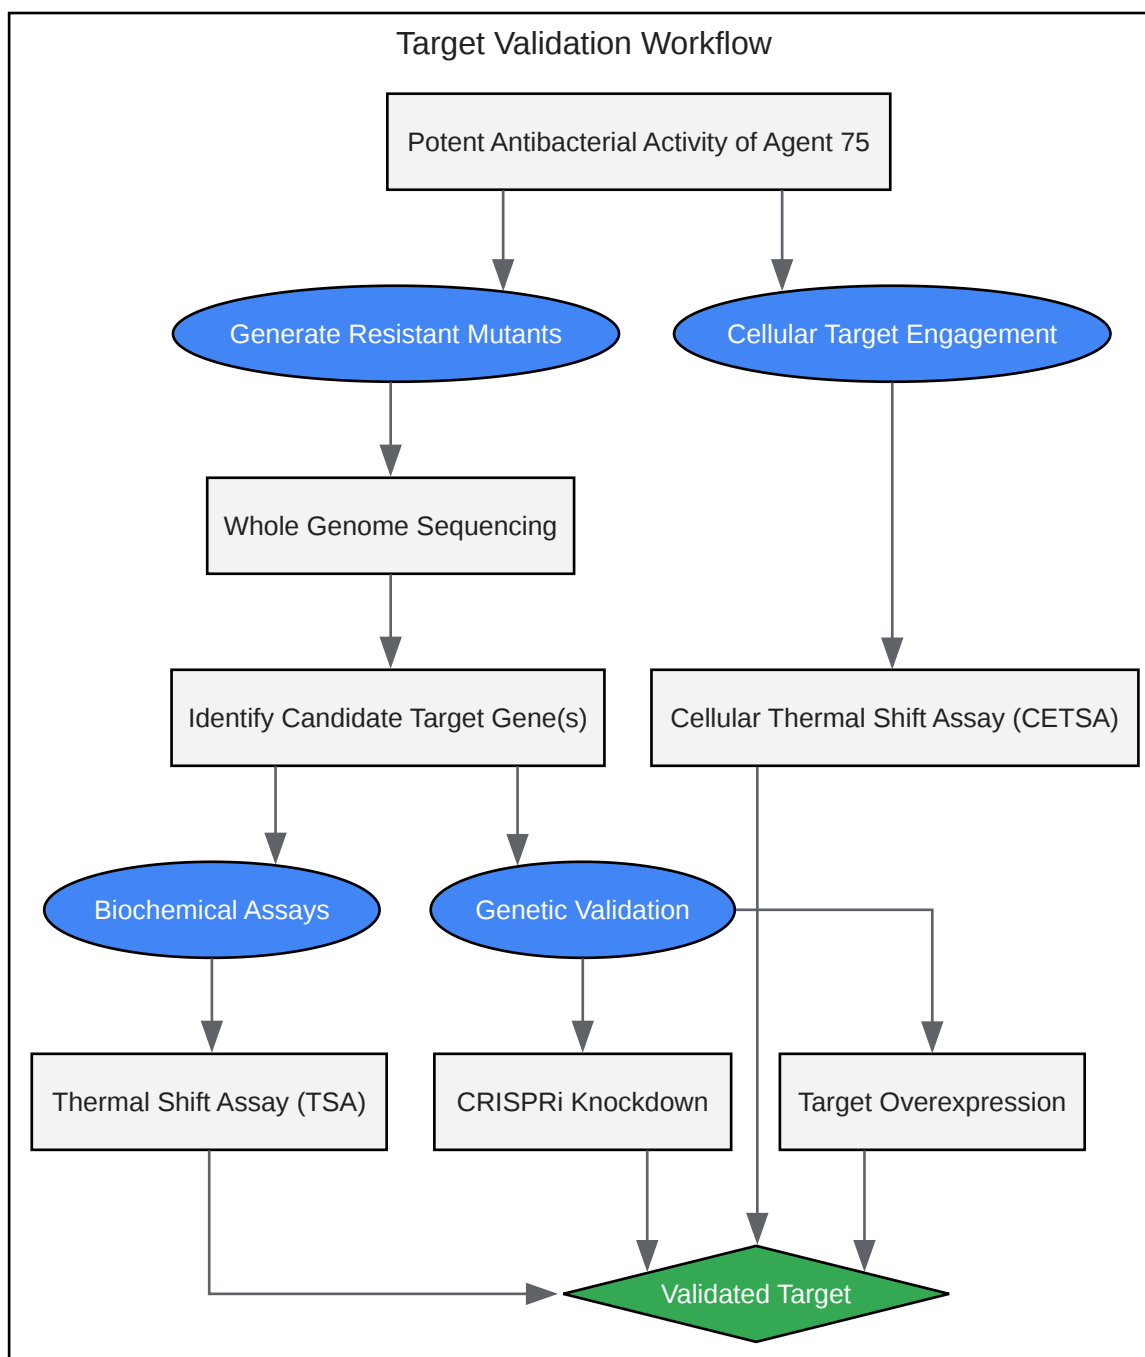 Target Validation Workflow
Potent Antibacterial Activity of Agent 75
Generate Resistant Mutants
Cellular Target Engagement
Whole Genome Sequencing
Identify Candidate Target Gene(s)
Cellular Thermal Shift Assay (CETSA)
Biochemical Assays
Genetic Validation
Thermal Shift Assay (TSA)
CRISPRi Knockdown
Target Overexpression
Validated Target